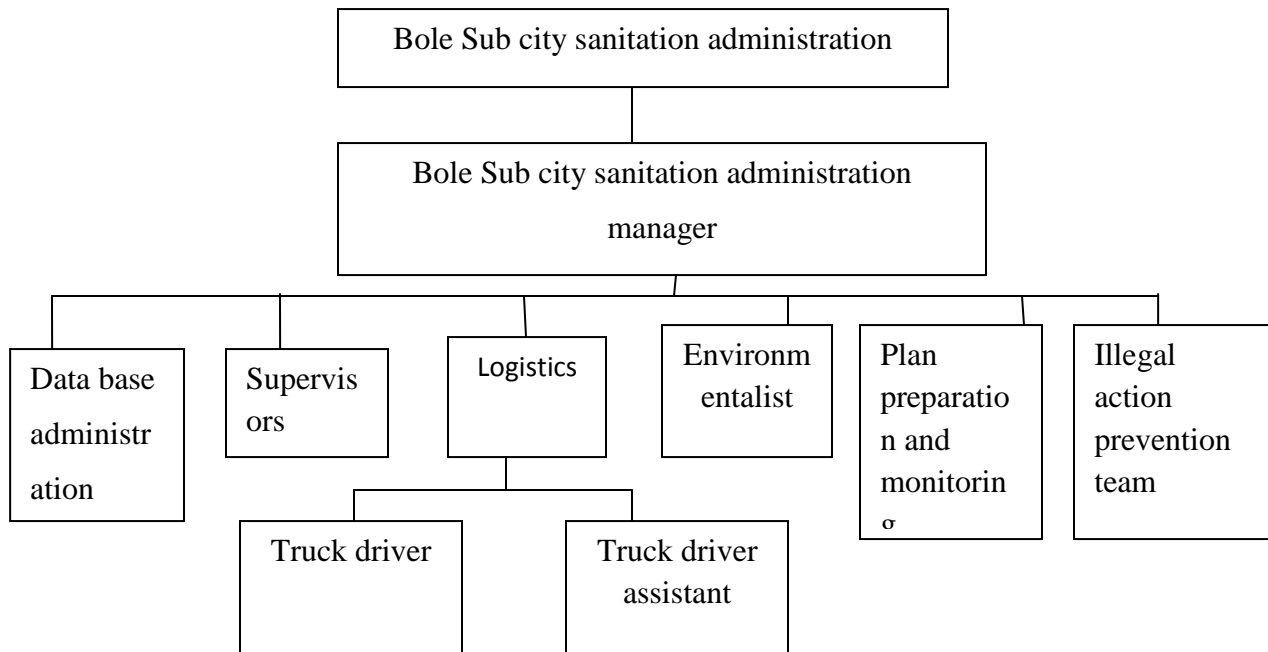 Bole Sub city sanitation administration
Bole Sub city sanitation administration
manager
Data base
administr
ation
Supervis
ors
Logistics
Environm
entalist
Plan
preparatio
n and
monitorin
g
Illegal
action
prevention
team
Truck driver
Truck driver
assistant